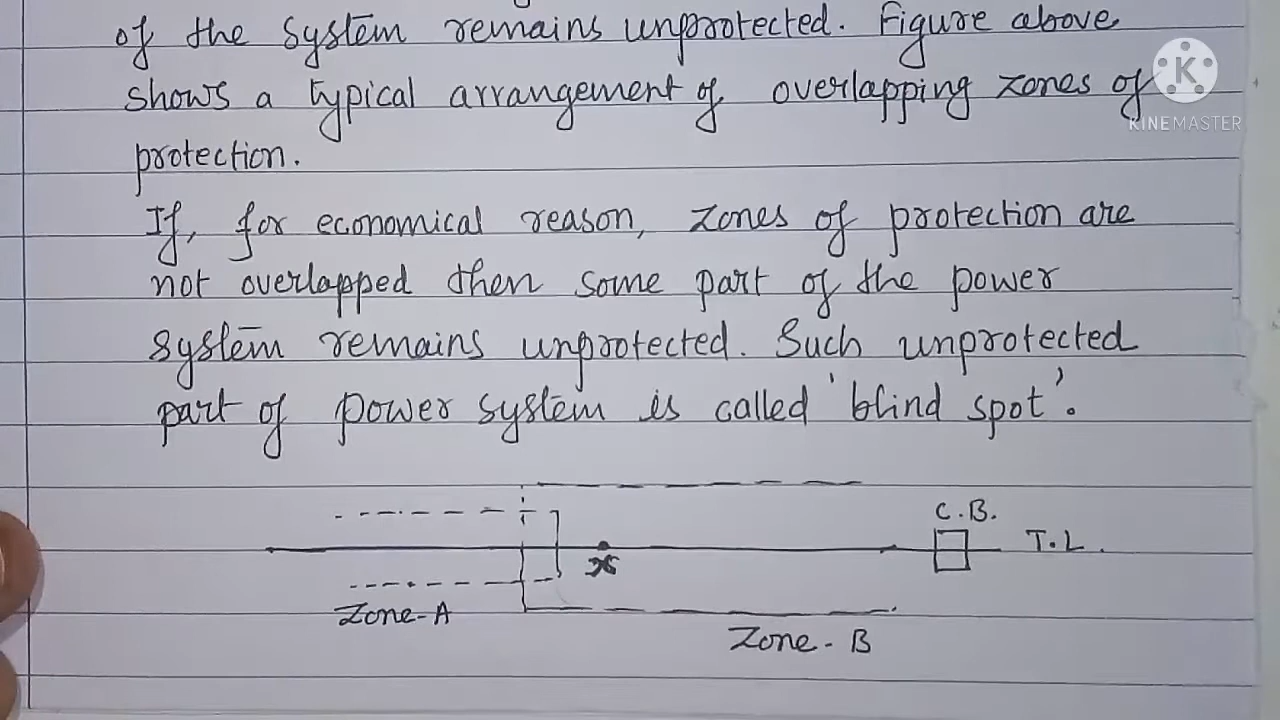 of the system remains unprotected. Figure above
shows a typical arrangement of overlapping zones of
protection.
If, for economical reason, zones of protection are
not overlapped then some part of the power
system remains unprotected. Such unprotected
part of power system is called 'blind spot'.
C.B.
T.L.
x
Zone-A
Zone-B
K
KINEMASTER